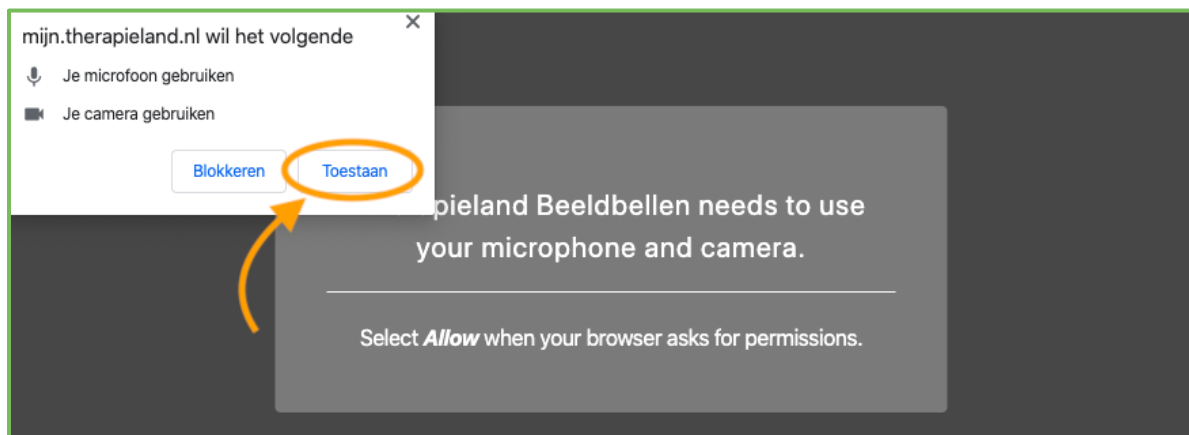 mijn.therapieland.nl wil het volgende
Je microfoon gebruiken
Je camera gebruiken
Blokkeren
Toestaan
pieland Beeldbellen needs to use
your microphone and camera.
Select Allow when your browser asks for permissions.